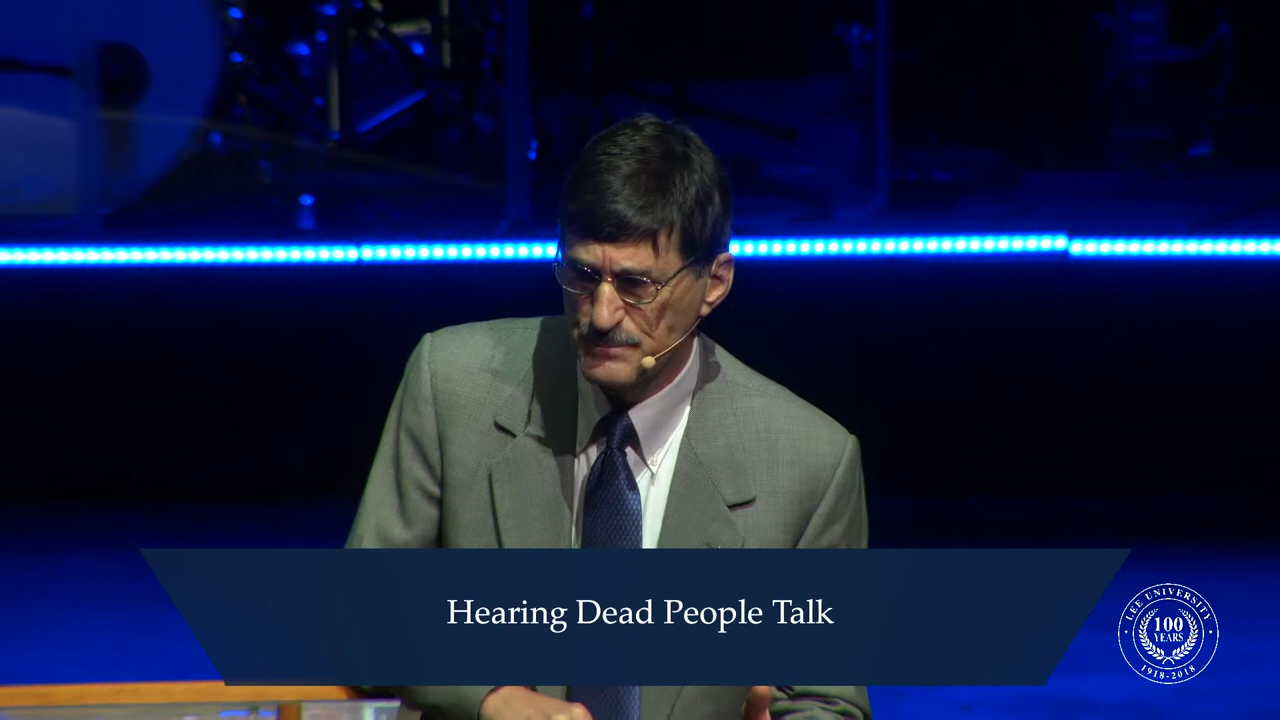 Hearing Dead People Talk
LEE UNIVERSITY
100
YEARS
1918-2018